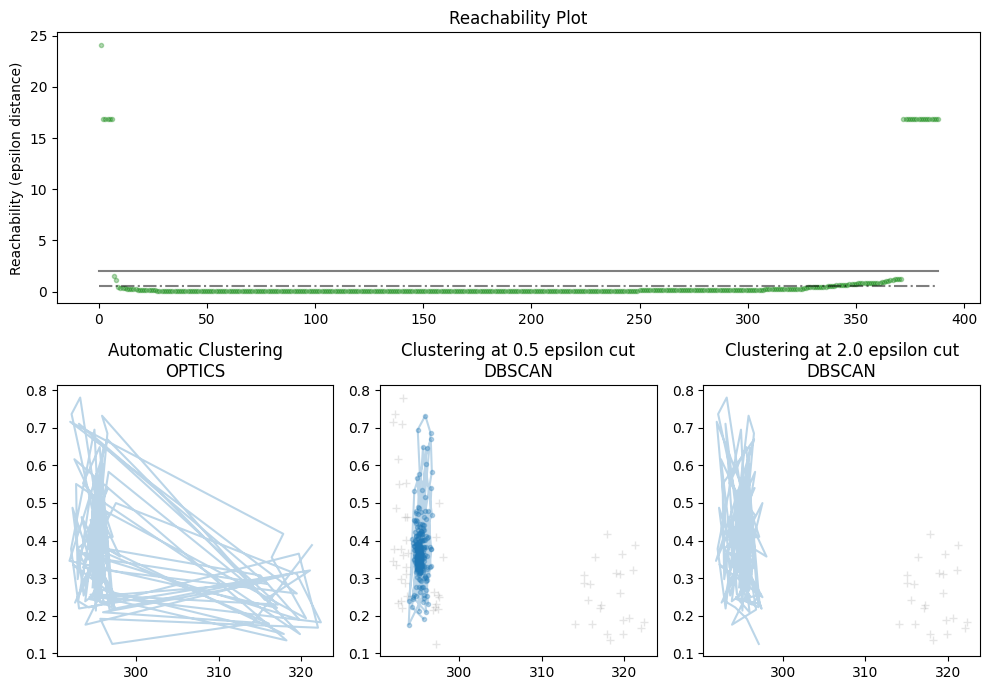 Reachability Plot
Reachability (epsilon distance)
25
20
15
10
5
0
0 50 100 150 200 250 300 350 400
Automatic Clustering
OPTICS
0.8
0.7
0.6
0.5
0.4
0.3
0.2
0.1
300 310 320
Clustering at 0.5 epsilon cut
DBSCAN
0.8
0.7
0.6
0.5
0.4
0.3
0.2
0.1
300 310 320
Clustering at 2.0 epsilon cut
DBSCAN
0.8
0.7
0.6
0.5
0.4
0.3
0.2
0.1
300 310 320